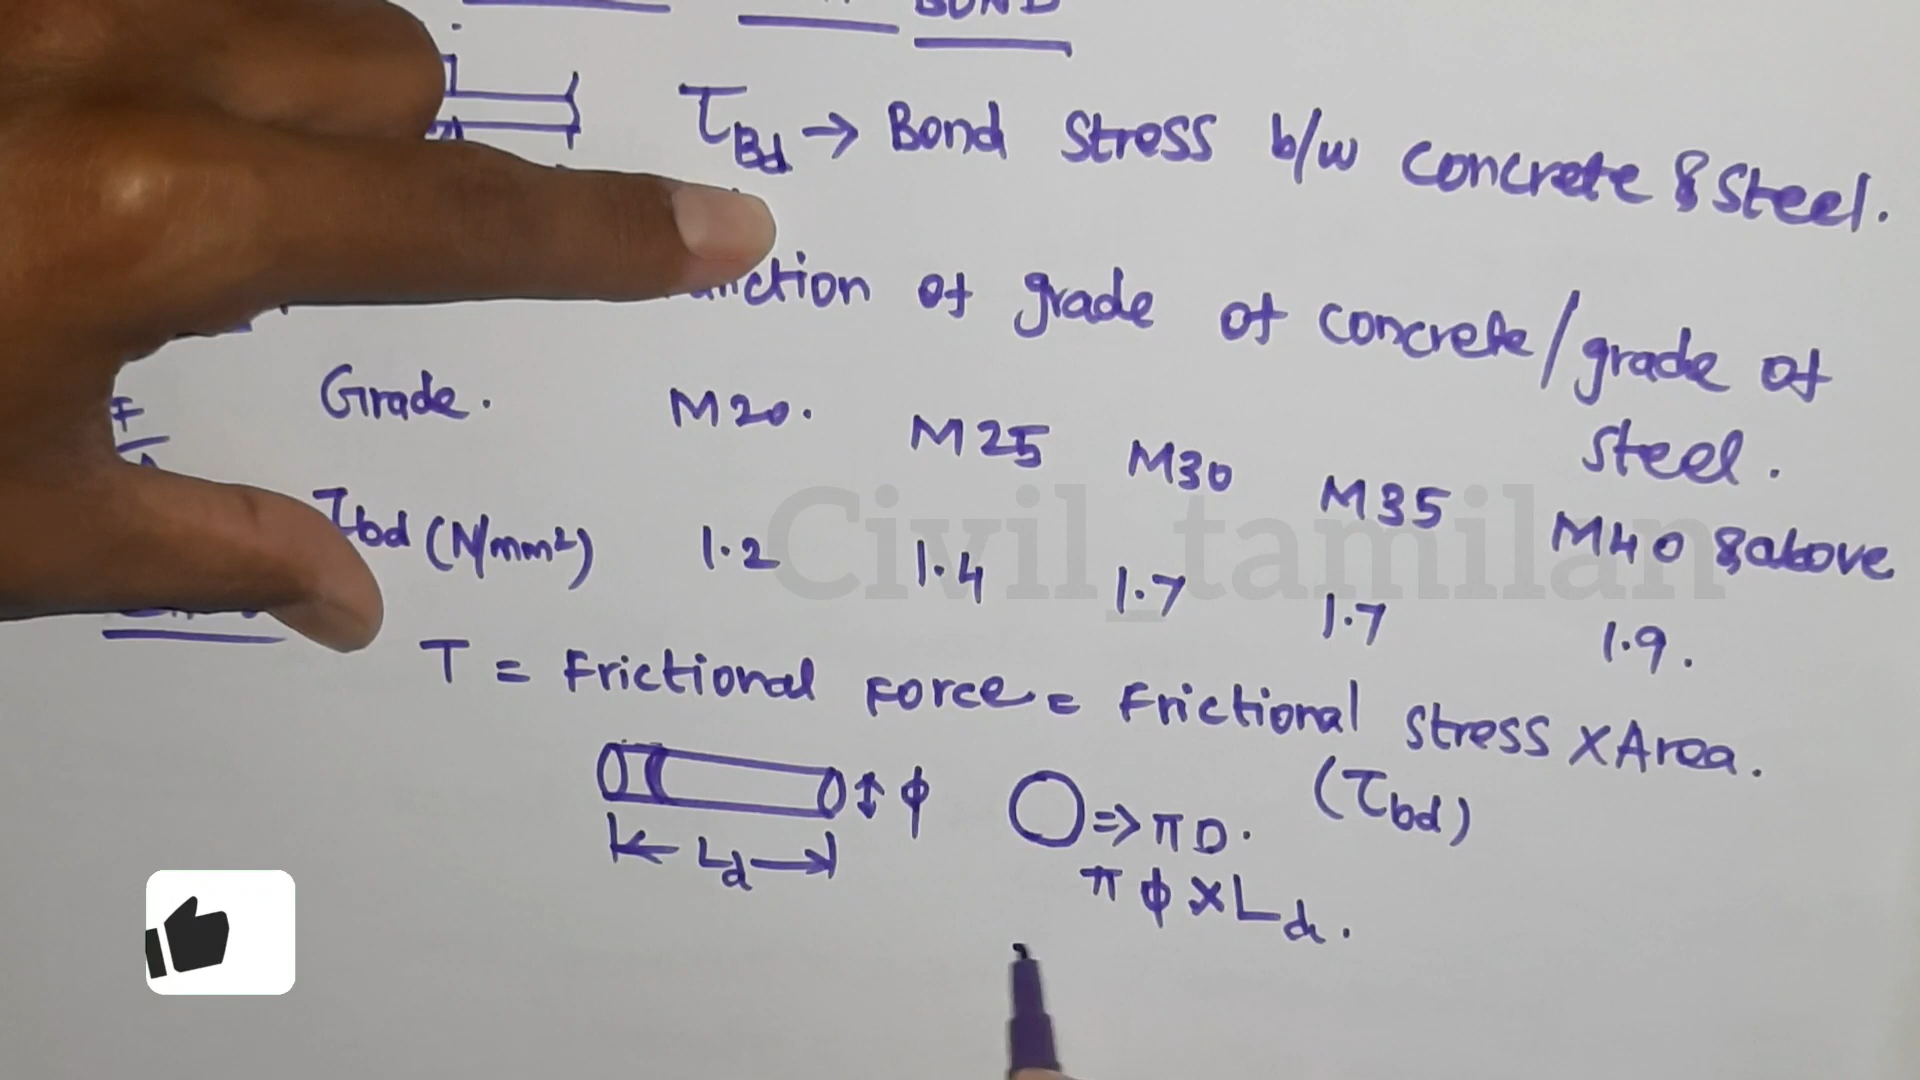 BOND
τBd → Bond Stress b/w concrete & Steel.
of grade of concrete / grade of
steel.
Grade. M20. M25 M30 M35 M40 & above
τbd (N/mm²) 1.2 1.4 1.7 1.7 1.9.
T = Frictional Force = Frictional Stress × Area.
(τbd)
ϕ ⇒ πD.
Ld
πϕ × Ld.
Civil_tamilan